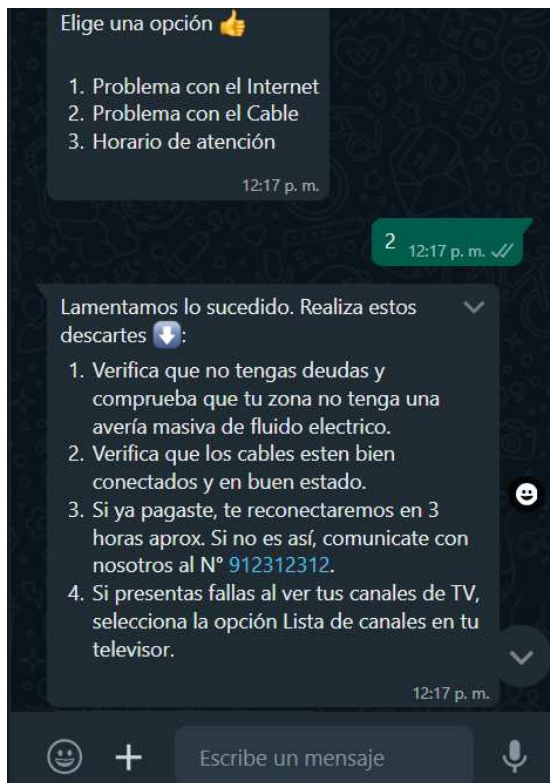 Elige una opción 👍
1. Problema con el Internet
2. Problema con el Cable
3. Horario de atención
12:17 p. m.
2 12:17 p. m.
Lamentamos lo sucedido. Realiza estos
descartes ⬇️:
1. Verifica que no tengas deudas y
comprueba que tu zona no tenga una
avería masiva de fluido electrico.
2. Verifica que los cables esten bien
conectados y en buen estado.
3. Si ya pagaste, te reconectaremos en 3
horas aprox. Si no es así, comunicate con
nosotros al N° 912312312.
4. Si presentas fallas al ver tus canales de TV,
selecciona la opción Lista de canales en tu
televisor.
12:17 p. m.
Escribe un mensaje